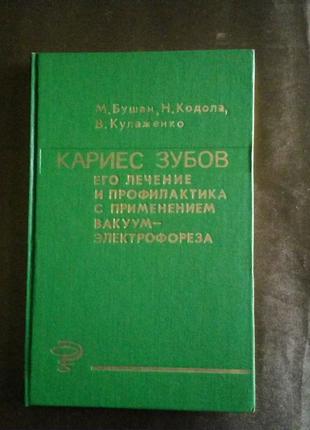 М. Бушан, Н. Кодола,
В. Кулаженко
КАРИЕС ЗУБОВ
ЕГО ЛЕЧЕНИЕ
И ПРОФИЛАКТИКА
С ПРИМЕНЕНИЕМ
ВАКУУМ-
ЭЛЕКТРОФОРЕЗА